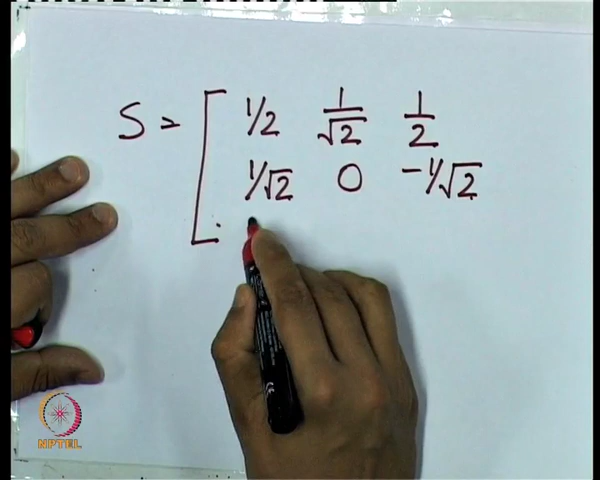 S = [ 1/2 1/√2 1/2
1/√2 0 -1/√2
NPTEL